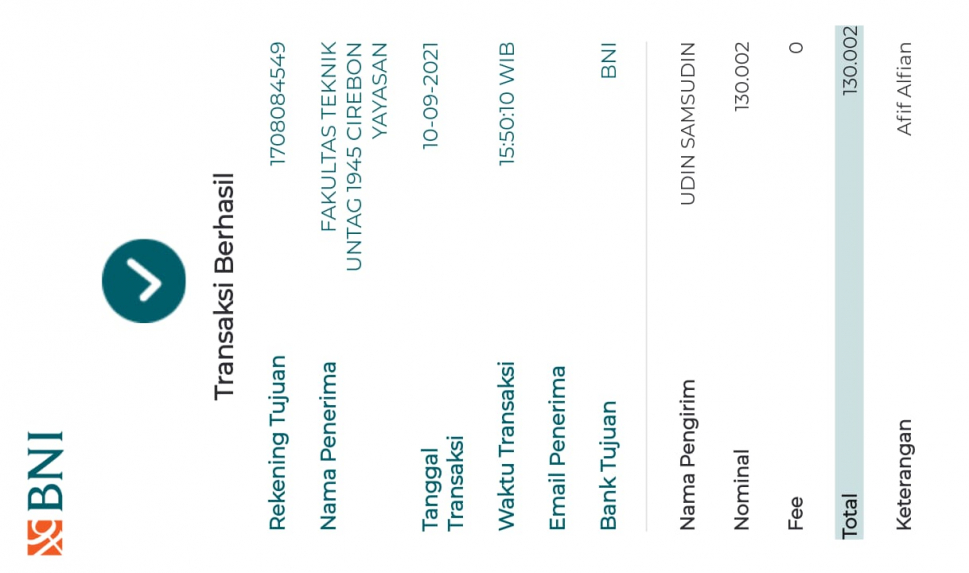 BNI
Transaksi Berhasil
Rekening Tujuan 1708084549
Nama Penerima FAKULTAS TEKNIK
UNTAG 1945 CIREBON
YAYASAN
Tanggal 10-09-2021
Transaksi
Waktu Transaksi 15:50:10 WIB
Email Penerima
Bank Tujuan BNI
Nama Pengirim UDIN SAMSUDIN
Nominal 130.002
Fee 0
Total 130.002
Keterangan Afif Alfian